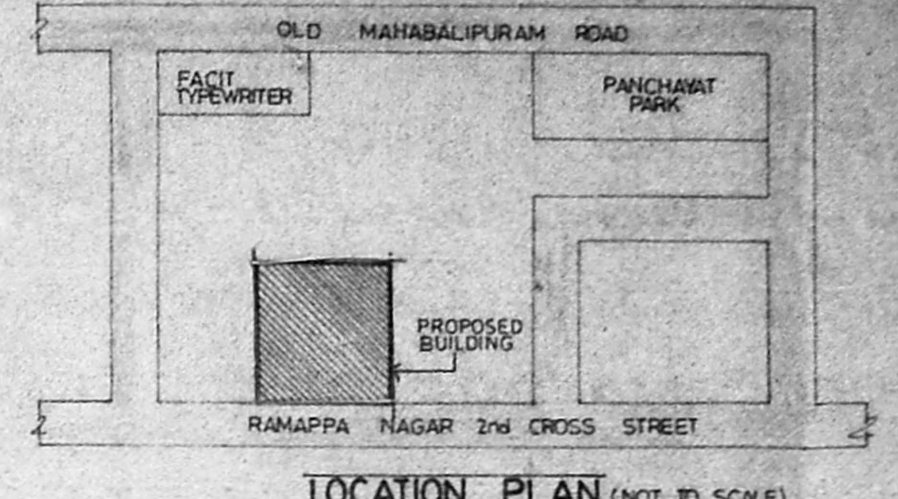 OLD MAHABALIPURAM ROAD
FACIT
TYPEWRITER
PANCHAYAT
PARK
PROPOSED
BUILDING
RAMAPPA NAGAR 2nd CROSS STREET
LOCATION PLAN (NOT TO SCALE)